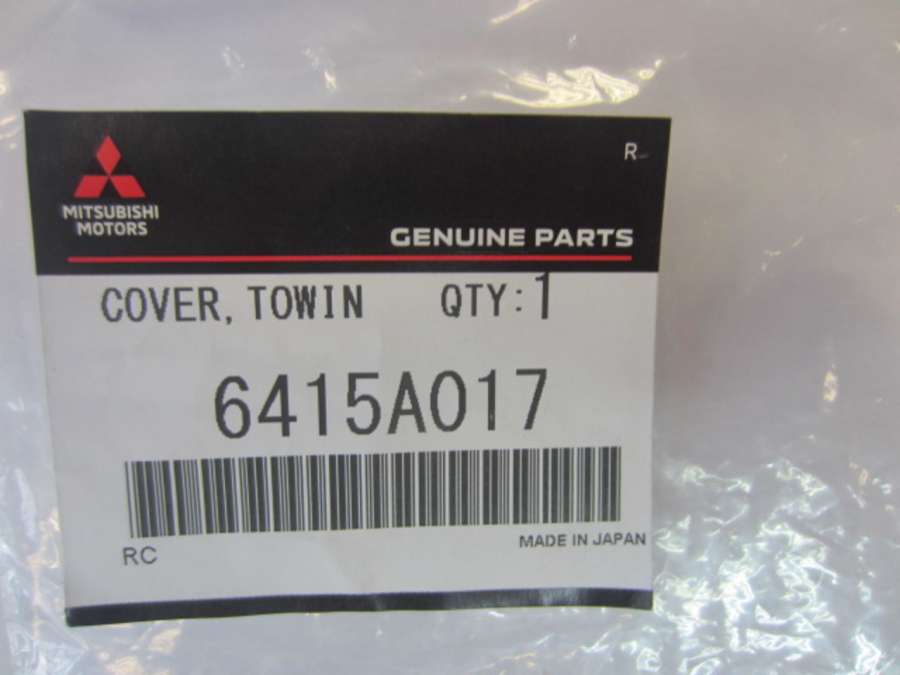 R
MITSUBISHI
MOTORS
GENUINE PARTS
COVER, TOWIN QTY:1
6415A017
RC
MADE IN JAPAN